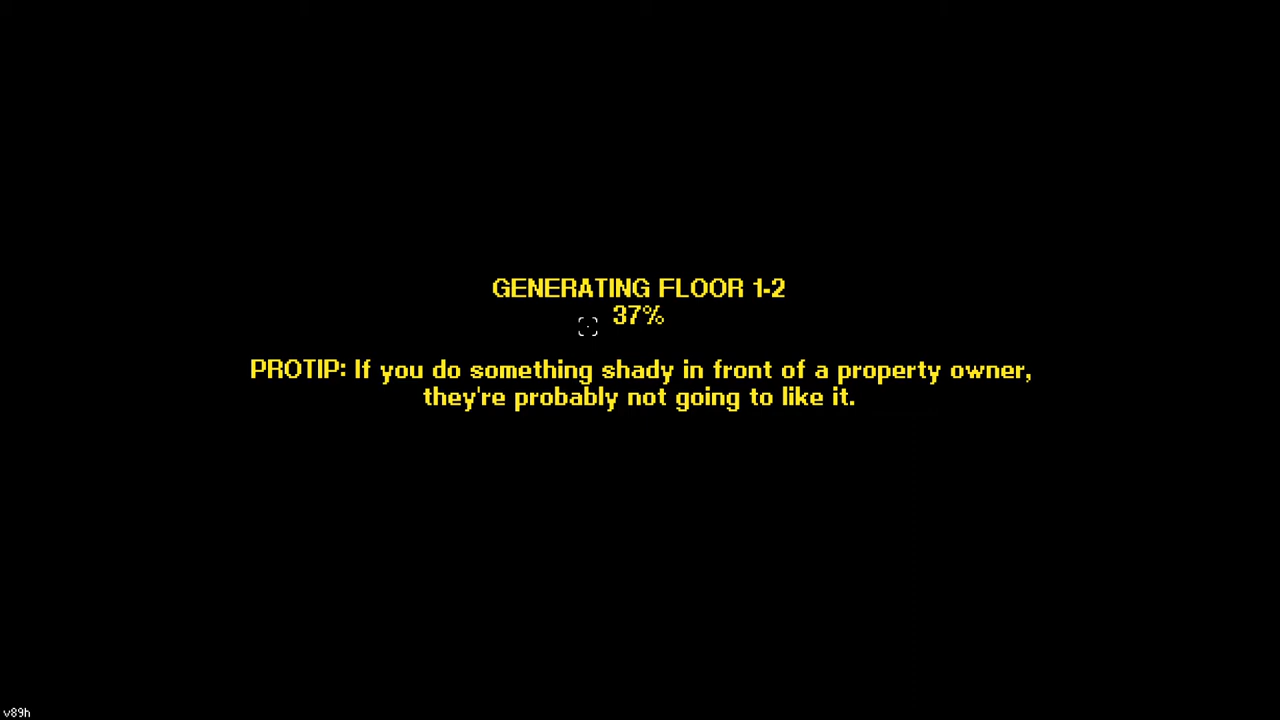 GENERATING FLOOR 1-2
37%
PROTIP: If you do something shady in front of a property owner,
they're probably not going to like it.
v89h